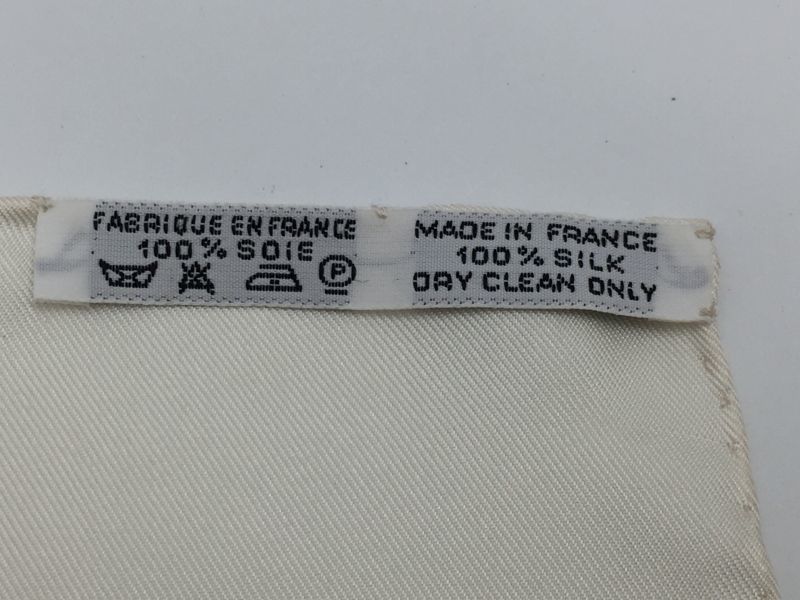 FABRIQUE EN FRANCE
100% SOIE
P
MADE IN FRANCE
100% SILK
DRY CLEAN ONLY